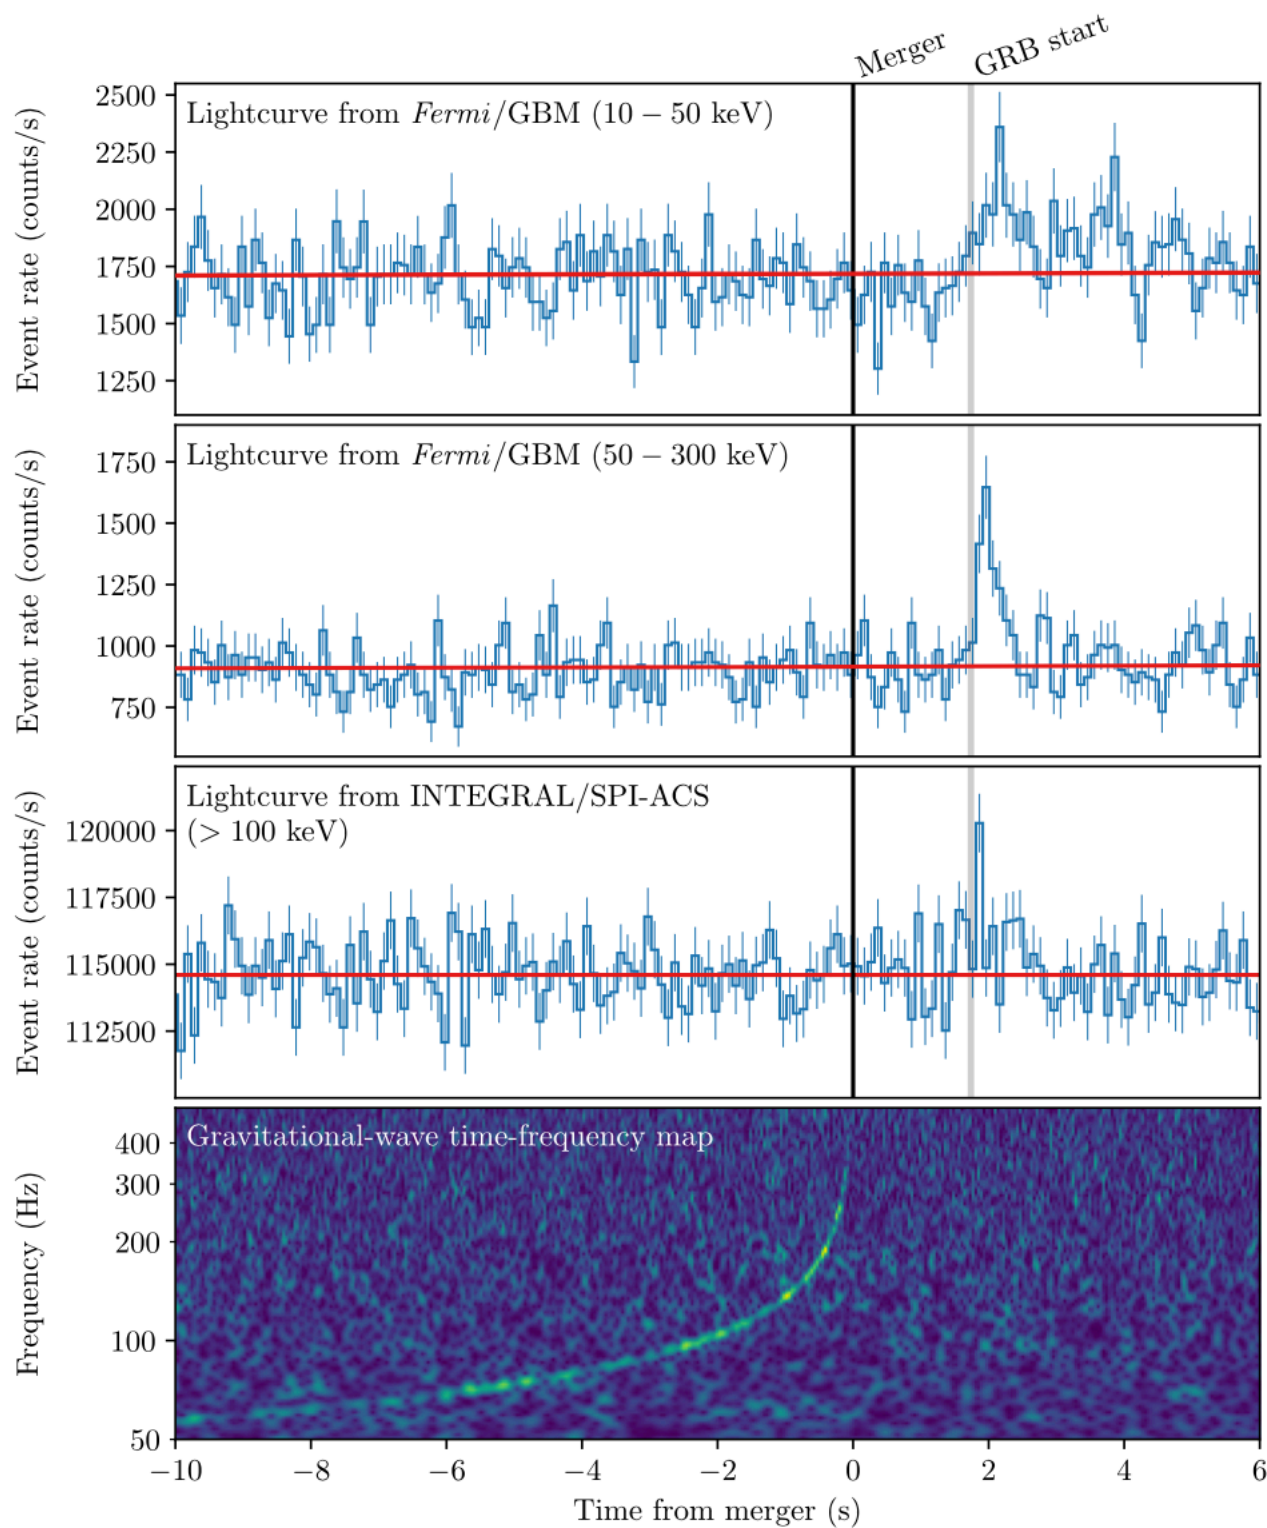 Merger
GRB start
Lightcurve from Fermi/GBM (10 – 50 keV)
Event rate (counts/s)
2500
2250
2000
1750
1500
1250
Lightcurve from Fermi/GBM (50 – 300 keV)
Event rate (counts/s)
1750
1500
1250
1000
750
Lightcurve from INTEGRAL/SPI-ACS
(> 100 keV)
Event rate (counts/s)
120000
117500
115000
112500
Gravitational-wave time-frequency map
Frequency (Hz)
400
300
200
100
50
−10 −8 −6 −4 −2 0 2 4 6
Time from merger (s)